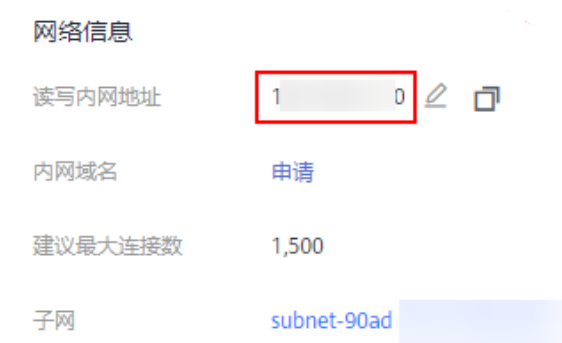 网络信息
读写内网地址 1 0
内网域名 申请
建议最大连接数 1,500
子网 subnet-90ad